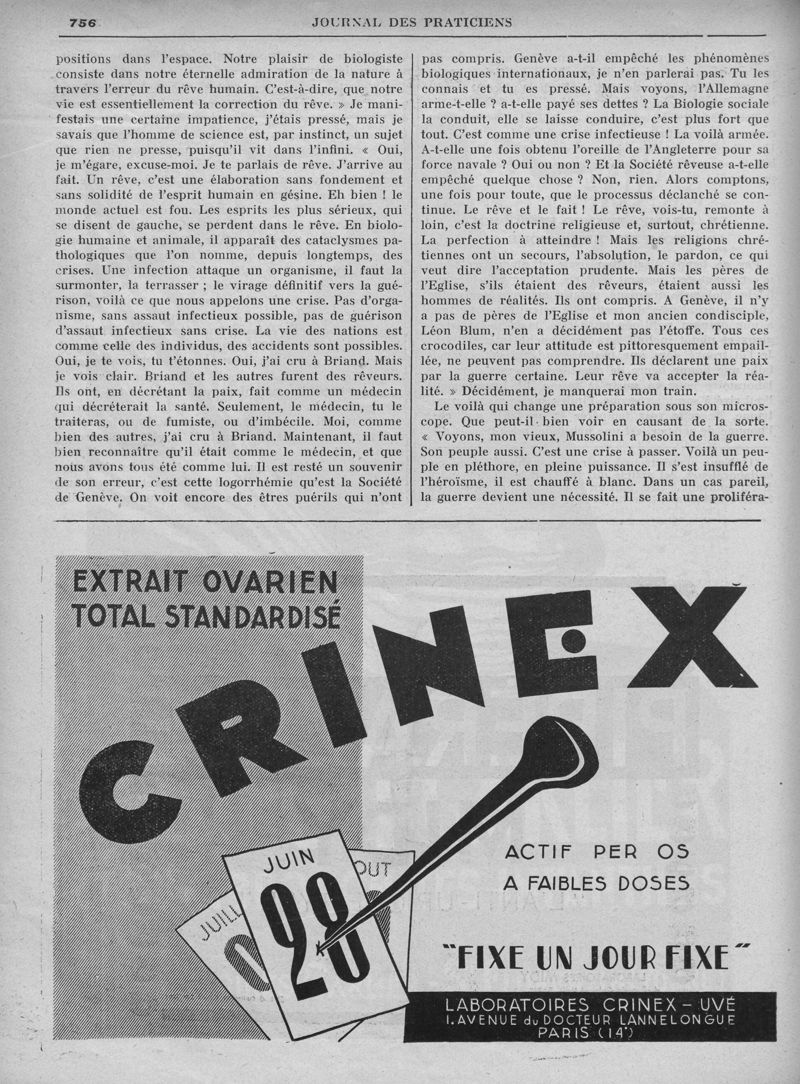 756
JOURNAL DES PRATICIENS
positions dans l'espace. Notre plaisir de biologiste
consiste dans notre éternelle admiration de la nature à
travers l'erreur du rêve humain. C'est-à-dire, que notre
vie est essentiellement la correction du rêve. » Je mani-
festais une certaine impatience, j'étais pressé, mais je
savais que l'homme de science est, par instinct, un sujet
que rien ne presse, puisqu'il vit dans l'infini. « Oui,
je m'égare, excuse-moi. Je te parlais de rêve. J'arrive au
fait. Un rêve, c'est une élaboration sans fondement et
sans solidité de l'esprit humain en gésine. Eh bien ! le
monde actuel est fou. Les esprits les plus sérieux, qui
se disent de gauche, se perdent dans le rêve. En biolo-
gie humaine et animale, il apparaît des cataclysmes pa-
thologiques que l'on nomme, depuis longtemps, des
crises. Une infection attaque un organisme, il faut la
surmonter, la terrasser ; le virage définitif vers la gué-
rison, voilà ce que nous appelons une crise. Pas d'orga-
nisme, sans assaut infectieux possible, pas de guérison
d'assaut infectieux sans crise. La vie des nations est
comme celle des individus, des accidents sont possibles.
Oui, je te vois, tu t'étonnes. Oui, j'ai cru à Briand. Mais
je vois clair. Briand et les autres furent des rêveurs.
Ils ont, en décrétant la paix, fait comme un médecin
qui décréterait la santé. Seulement, le médecin, tu le
traiteras, ou de fumiste, ou d'imbécile. Moi, comme
bien des autres, j'ai cru à Briand. Maintenant, il faut
bien reconnaître qu'il était comme le médecin, et que
nous avons tous été comme lui. Il est resté un souvenir
de son erreur, c'est cette logorrhémie qu'est la Société
de Genève. On voit encore des êtres puérils qui n'ont
pas compris. Genève a-t-il empêché les phénomènes
biologiques internationaux, je n'en parlerai pas. Tu les
connais et tu es pressé. Mais voyons, l'Allemagne
arme-t-elle ? a-t-elle payé ses dettes ? La Biologie sociale
la conduit, elle se laisse conduire, c'est plus fort que
tout. C'est comme une crise infectieuse ! La voilà armée.
A-t-elle une fois obtenu l'oreille de l'Angleterre pour sa
force navale ? Oui ou non ? Et la Société rêveuse a-t-elle
empêché quelque chose ? Non, rien. Alors comptons,
une fois pour toute, que le processus déclanché se con-
tinue. Le rêve et le fait ! Le rêve, vois-tu, remonte à
loin, c'est la doctrine religieuse et, surtout, chrétienne.
La perfection à atteindre ! Mais les religions chré-
tiennes ont un secours, l'absolution, le pardon, ce qui
veut dire l'acceptation prudente. Mais les pères de
l'Eglise, s'ils étaient des rêveurs, étaient aussi les
hommes de réalités. Ils ont compris. A Genève, il n'y
a pas de pères de l'Eglise et mon ancien condisciple,
Léon Blum, n'en a décidément pas l'étoffe. Tous ces
crocodiles, car leur attitude est pittoresquement empail-
lée, ne peuvent pas comprendre. Ils déclarent une paix
par la guerre certaine. Leur rêve va accepter la réa-
lité. » Décidément, je manquerai mon train.
Le voilà qui change une préparation sous son micros-
cope. Que peut-il bien voir en causant de la sorte.
« Voyons, mon vieux, Mussolini a besoin de la guerre.
Son peuple aussi. C'est une crise à passer. Voilà un peu-
ple en pléthore, en pleine puissance. Il s'est insufflé de
l'héroïsme, il est chauffé à blanc. Dans un cas pareil,
la guerre devient une nécessité. Il se fait une proliféra-
EXTRAIT OVARIEN
TOTAL STANDARDISÉ
CRINEX
JUIN
28
OUT
JUILL
0
ACTIF PER OS
A FAIBLES DOSES
"FIXE UN JOUR FIXE"
LABORATOIRES CRINEX - UVÉ
1. AVENUE du DOCTEUR LANNELONGUE
PARIS (14°)